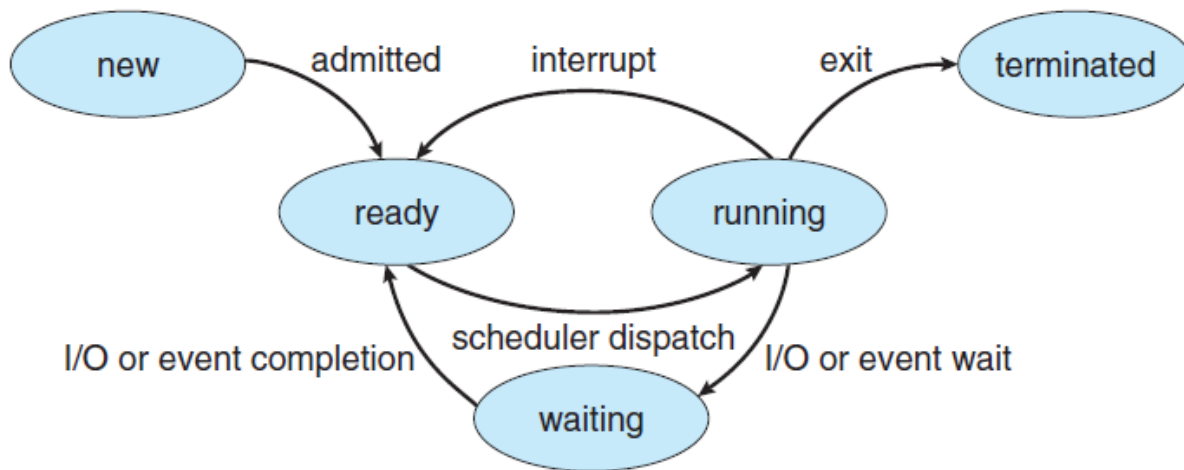 new
admitted
interrupt
exit
terminated
ready
running
I/O or event completion
scheduler dispatch
I/O or event wait
waiting